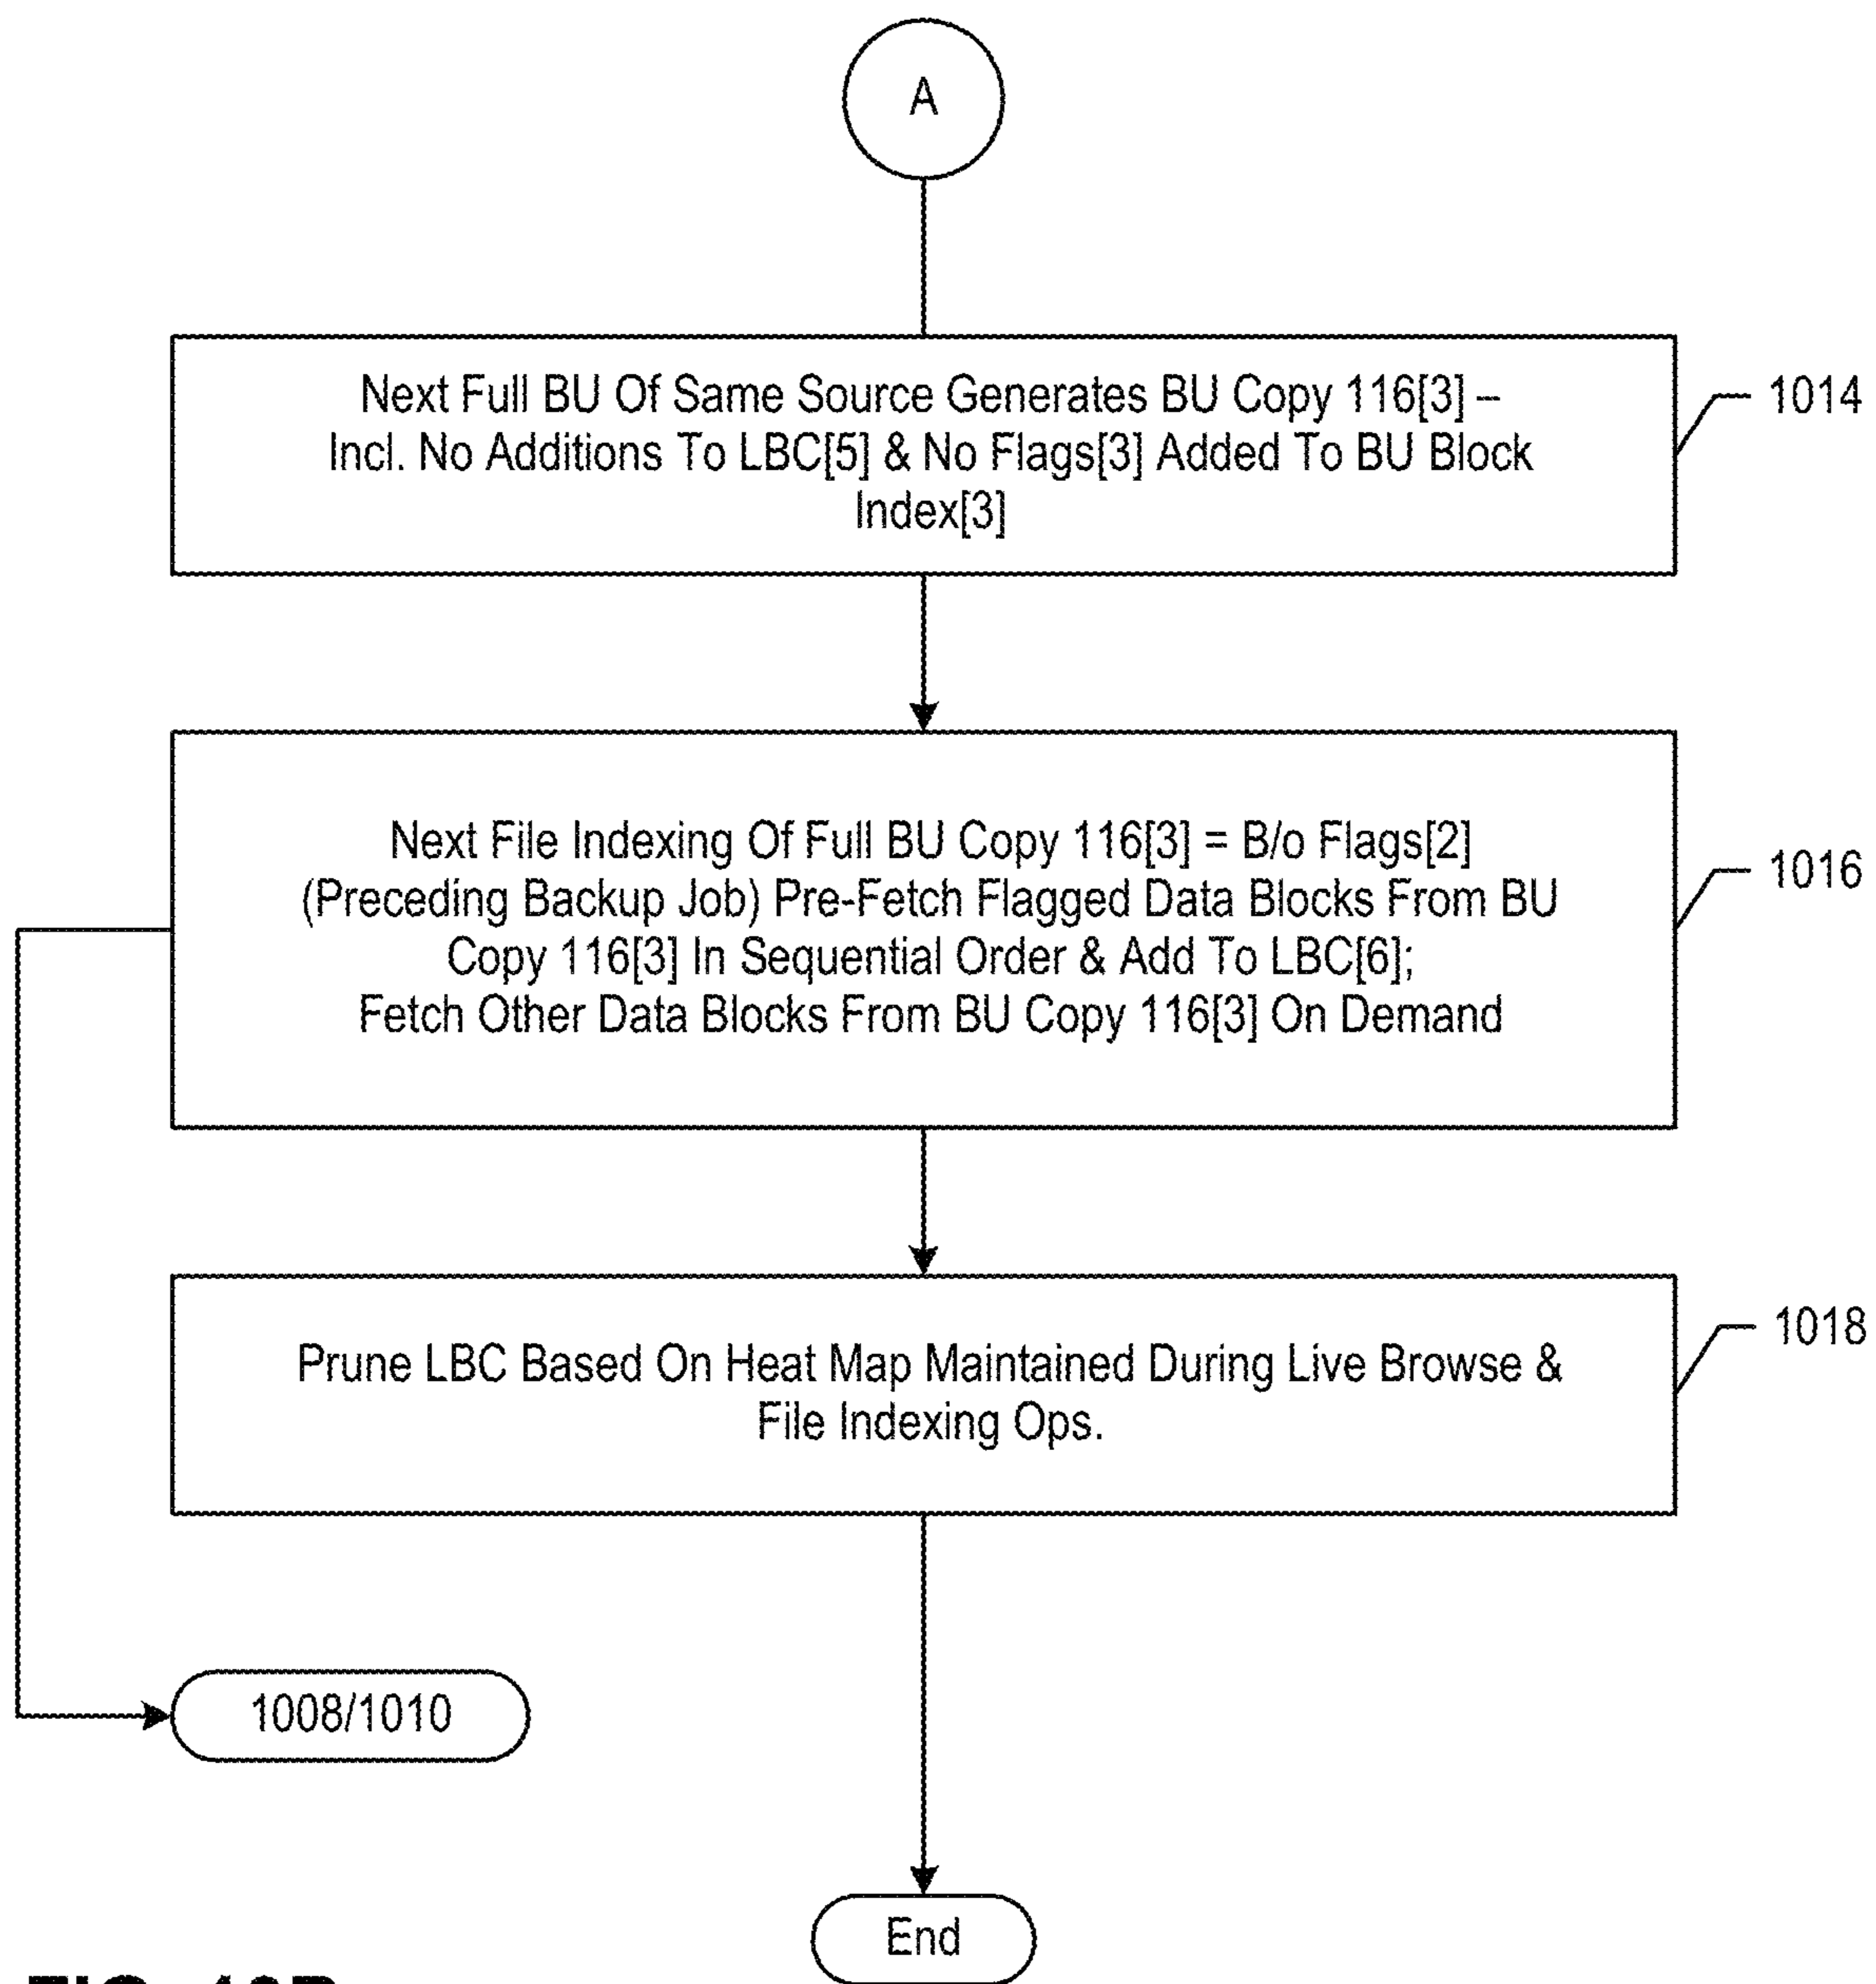 A
Next Full BU Of Same Source Generates BU Copy 116[3] –
Incl. No Additions To LBC[5] & No Flags[3] Added To BU Block
Index[3]
1014
Next File Indexing Of Full BU Copy 116[3] = B/o Flags[2]
(Preceding Backup Job) Pre-Fetch Flagged Data Blocks From BU
Copy 116[3] In Sequential Order & Add To LBC[6];
Fetch Other Data Blocks From BU Copy 116[3] On Demand
1016
Prune LBC Based On Heat Map Maintained During Live Browse &
File Indexing Ops.
1018
1008/1010
End